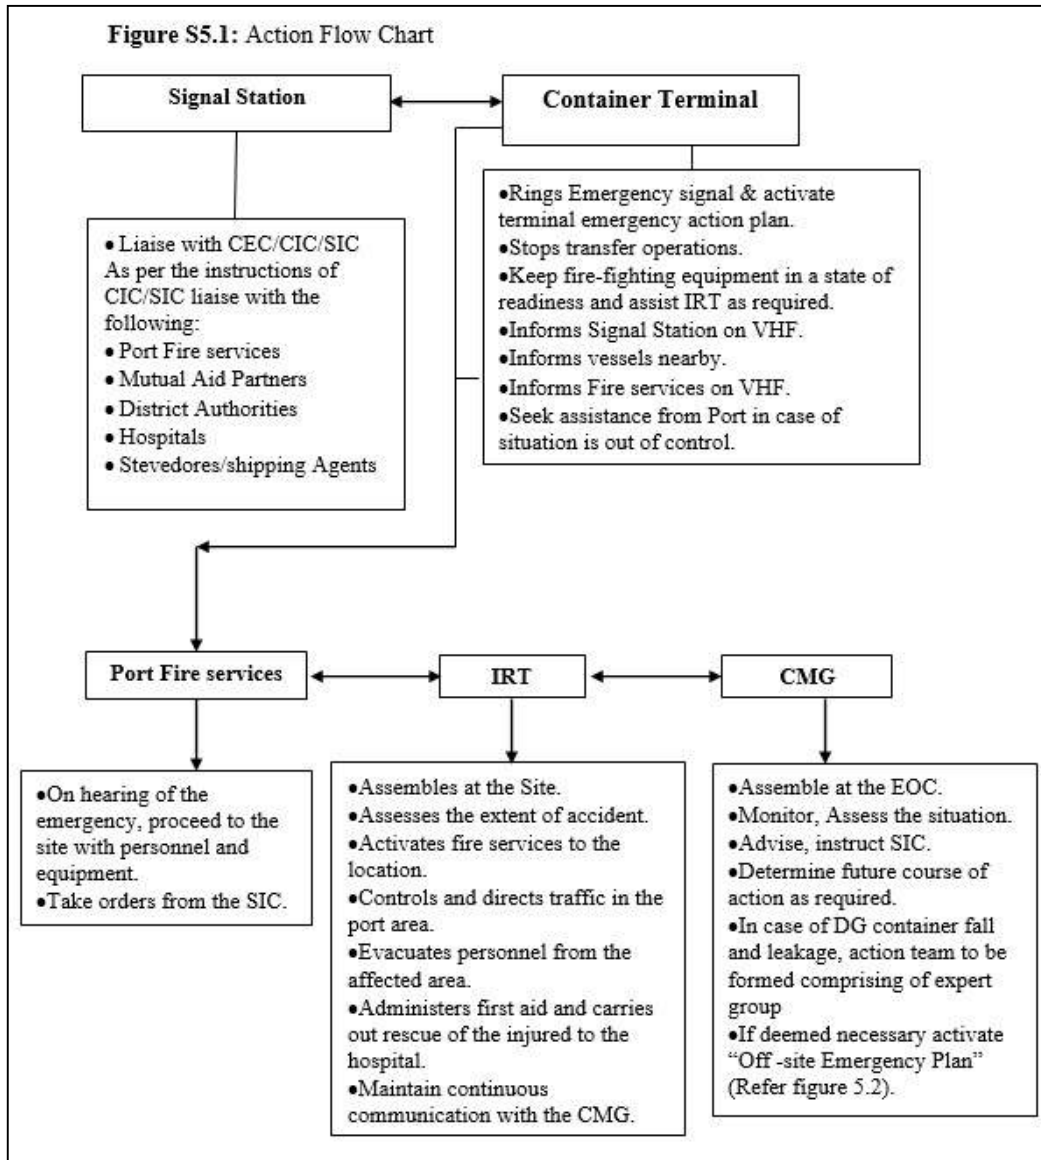 Figure S5.1: Action Flow Chart
Signal Station
Container Terminal
• Liaise with CEC/CIC/SIC
As per the instructions of
CIC/SIC liaise with the
following:
• Port Fire services
• Mutual Aid Partners
• District Authorities
• Hospitals
• Stevedores/shipping Agents
•Rings Emergency signal & activate
terminal emergency action plan.
•Stops transfer operations.
•Keep fire-fighting equipment in a state of
readiness and assist IRT as required.
•Informs Signal Station on VHF.
•Informs vessels nearby.
•Informs Fire services on VHF.
•Seek assistance from Port in case of
situation is out of control.
Port Fire services
IRT
CMG
•On hearing of the
emergency, proceed to the
site with personnel and
equipment.
•Take orders from the SIC.
•Assembles at the Site.
•Assesses the extent of accident.
•Activates fire services to the
location.
•Controls and directs traffic in the
port area.
•Evacuates personnel from the
affected area.
•Administers first aid and carries
out rescue of the injured to the
hospital.
•Maintain continuous
communication with the CMG.
•Assemble at the EOC.
•Monitor, Assess the situation.
•Advise, instruct SIC.
•Determine future course of
action as required.
•In case of DG container fall
and leakage, action team to be
formed comprising of expert
group
•If deemed necessary activate
“Off -site Emergency Plan”
(Refer figure 5.2).